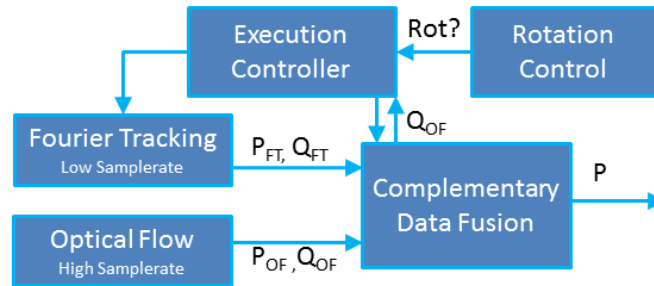 Execution
Controller
Rot?
Rotation
Control
Fourier Tracking
Low Samplerate
P_FT, Q_FT
Q_OF
Complementary
Data Fusion
P
Optical Flow
High Samplerate
P_OF ,Q_OF